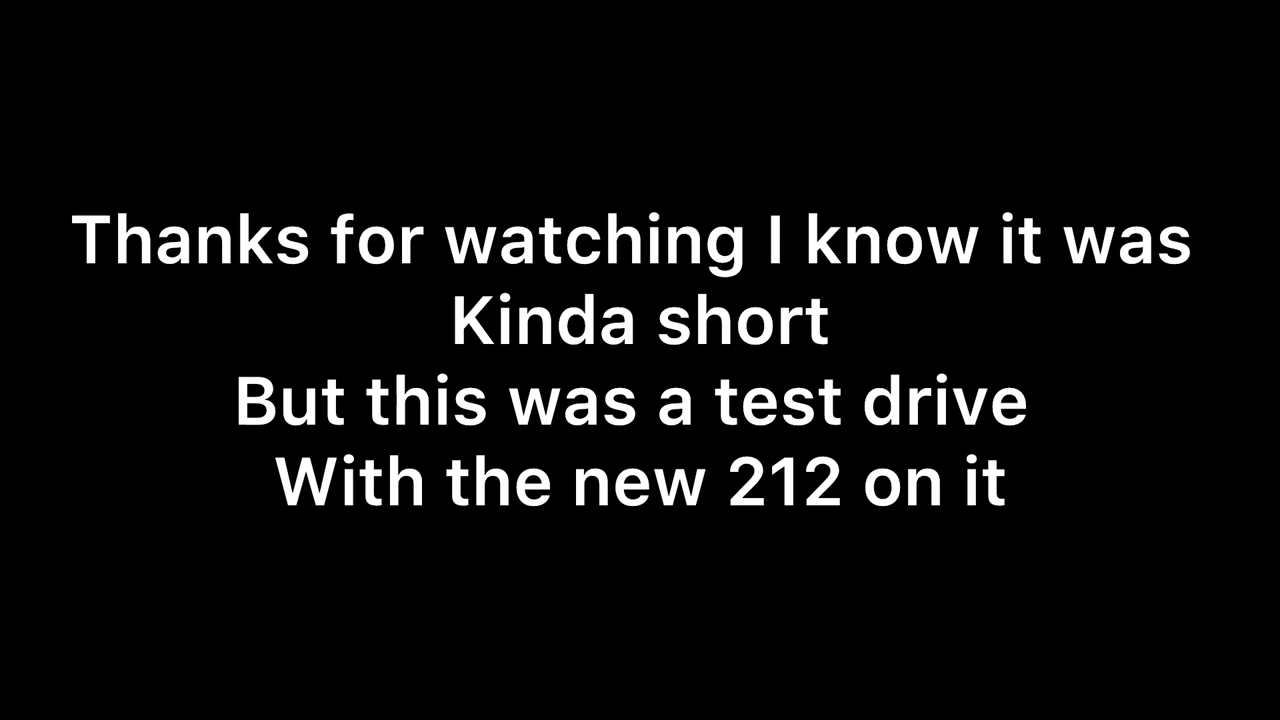 Thanks for watching I know it was
Kinda short
But this was a test drive
With the new 212 on it